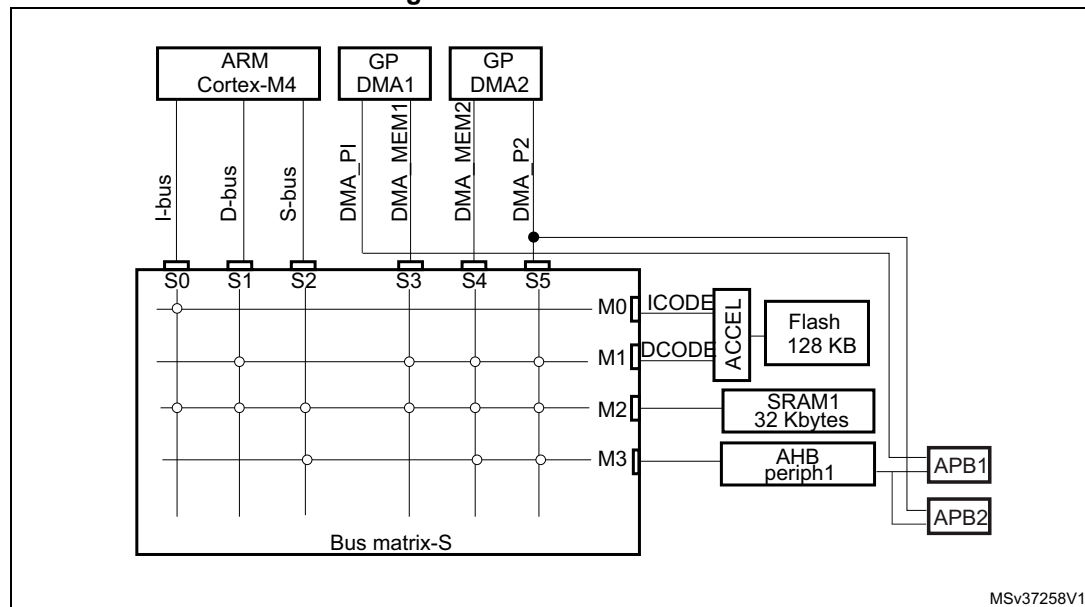 ARM
Cortex-M4
GP
DMA1
GP
DMA2
I-bus
D-bus
S-bus
DMA_PI
DMA_MEM1
DMA_MEM2
DMA_P2
S0
S1
S2
S3
S4
S5
M0
ICODE
M1
DCODE
ACCEL
Flash
128 KB
M2
SRAM1
32 Kbytes
M3
AHB
periph1
APB1
APB2
Bus matrix-S
MSv37258V1